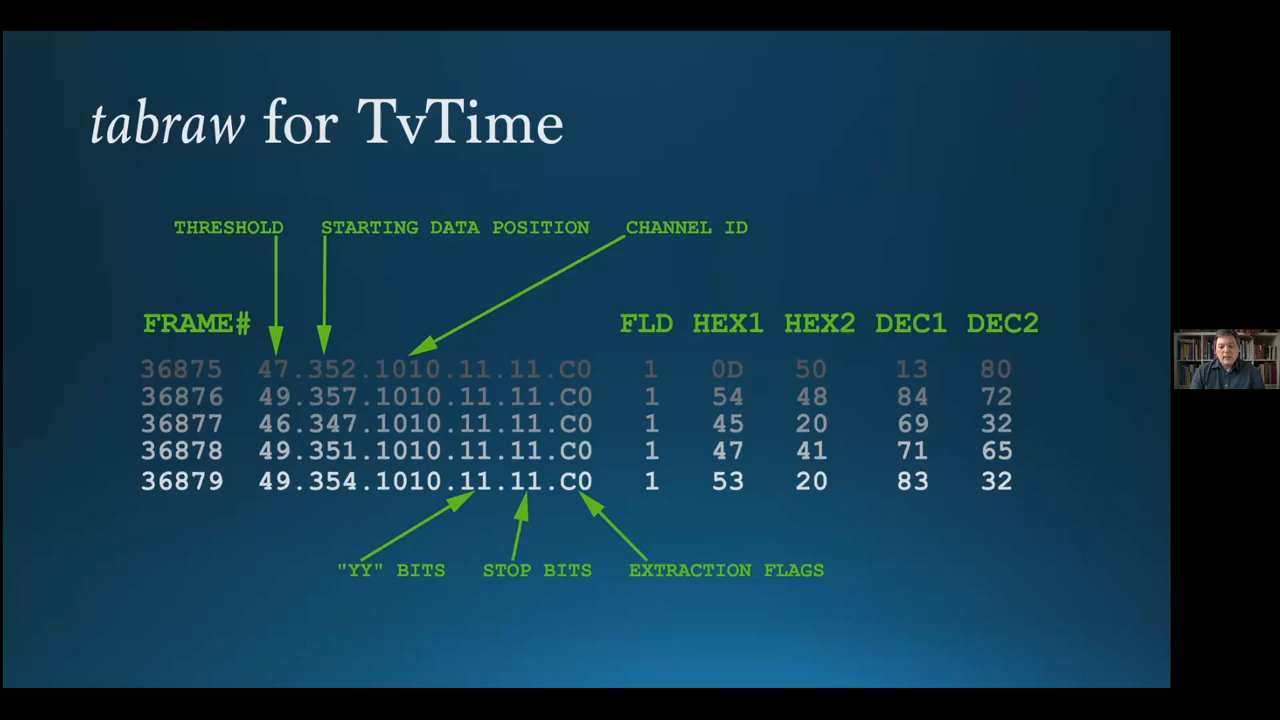 tabraw for TvTime
THRESHOLD STARTING DATA POSITION CHANNEL ID
FRAME# FLD HEX1 HEX2 DEC1 DEC2
36875 47.352.1010.11.11.C0 1 0D 50 13 80
36876 49.357.1010.11.11.C0 1 54 48 84 72
36877 46.347.1010.11.11.C0 1 45 20 69 32
36878 49.351.1010.11.11.C0 1 47 41 71 65
36879 49.354.1010.11.11.C0 1 53 20 83 32
"YY" BITS STOP BITS EXTRACTION FLAGS